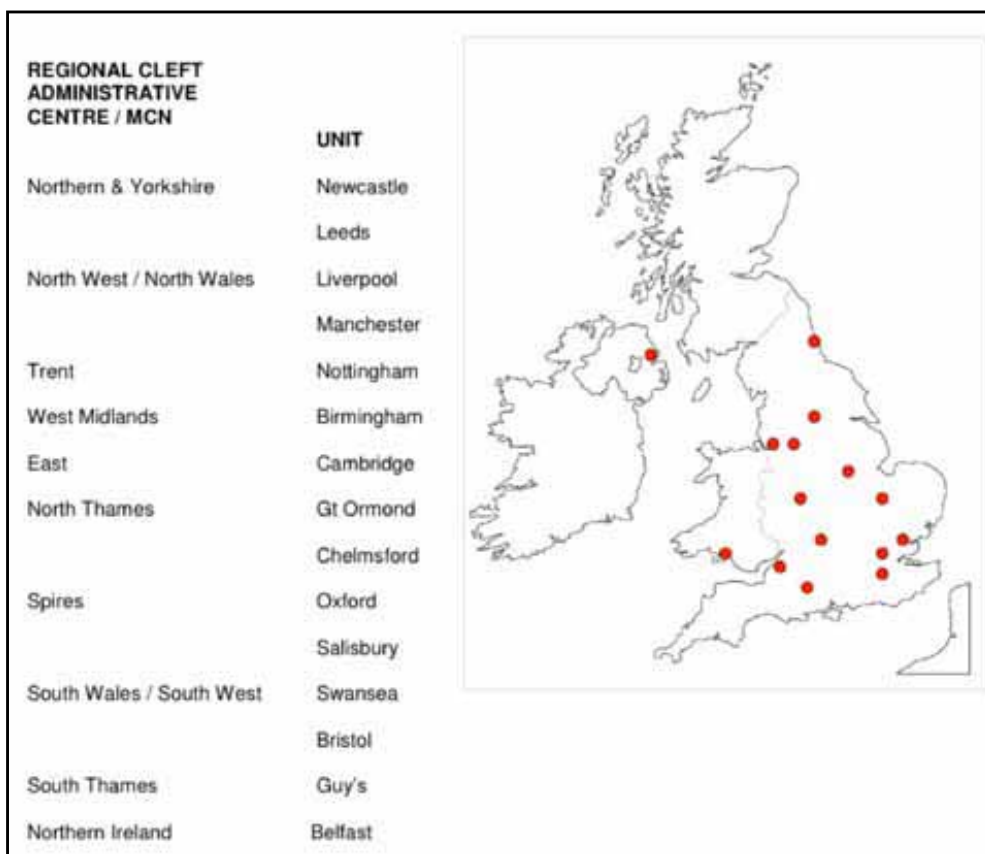 REGIONAL CLEFT
ADMINISTRATIVE
CENTRE / MCN
UNIT
Northern & Yorkshire Newcastle
Leeds
North West / North Wales Liverpool
Manchester
Trent Nottingham
West Midlands Birmingham
East Cambridge
North Thames Gt Ormond
Chelmsford
Spires Oxford
Salisbury
South Wales / South West Swansea
Bristol
South Thames Guy's
Northern Ireland Belfast